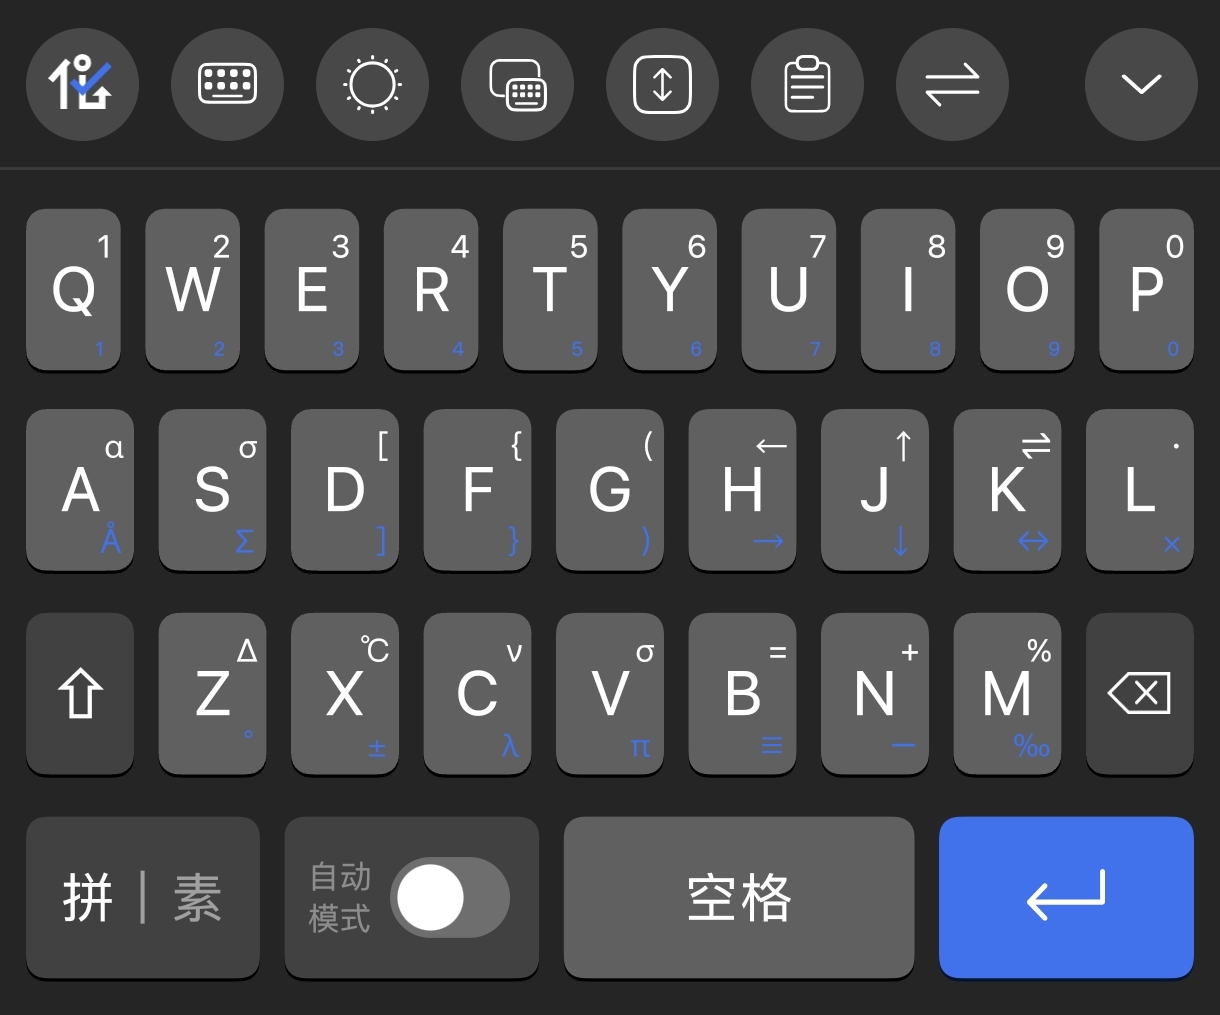 1 2 3 4 5 6 7 8 9 0
Q W E R T Y U I O P
1 2 3 4 5 6 7 8 9 0
α σ [ { ( ← ↑ ⇌ ·
A S D F G H J K L
Å Σ ] } ) → ↓ ↔ ×
Δ ℃ ν σ = + %
Z X C V B N M
° ± λ π ≡ − ‰
拼 | 素 自动 空格
模式